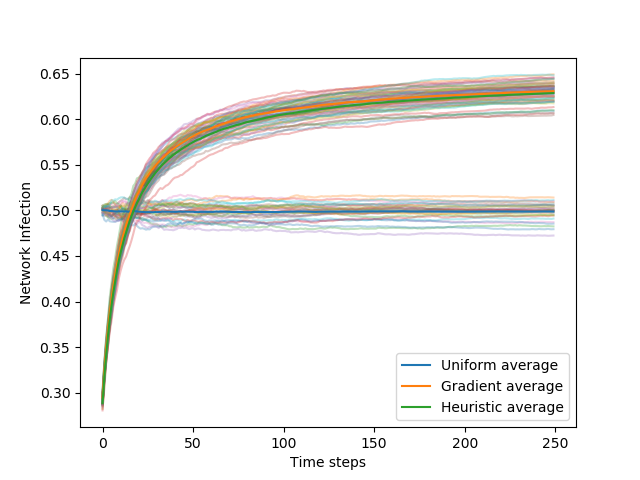 0.65
0.60
0.55
0.50
0.45
0.40
0.35
0.30
Network Infection
Uniform average
Gradient average
Heuristic average
0 50 100 150 200 250
Time steps